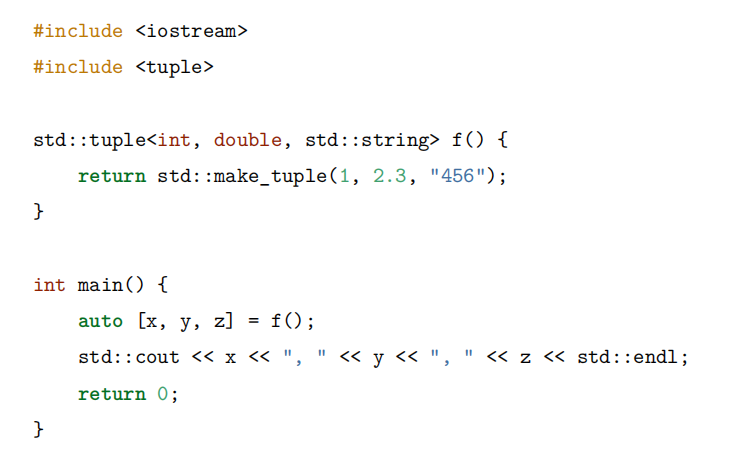 #include <iostream>
#include <tuple>
std::tuple<int, double, std::string> f() {
return std::make_tuple(1, 2.3, "456");
}
int main() {
auto [x, y, z] = f();
std::cout << x << ", " << y << ", " << z << std::endl;
return 0;
}